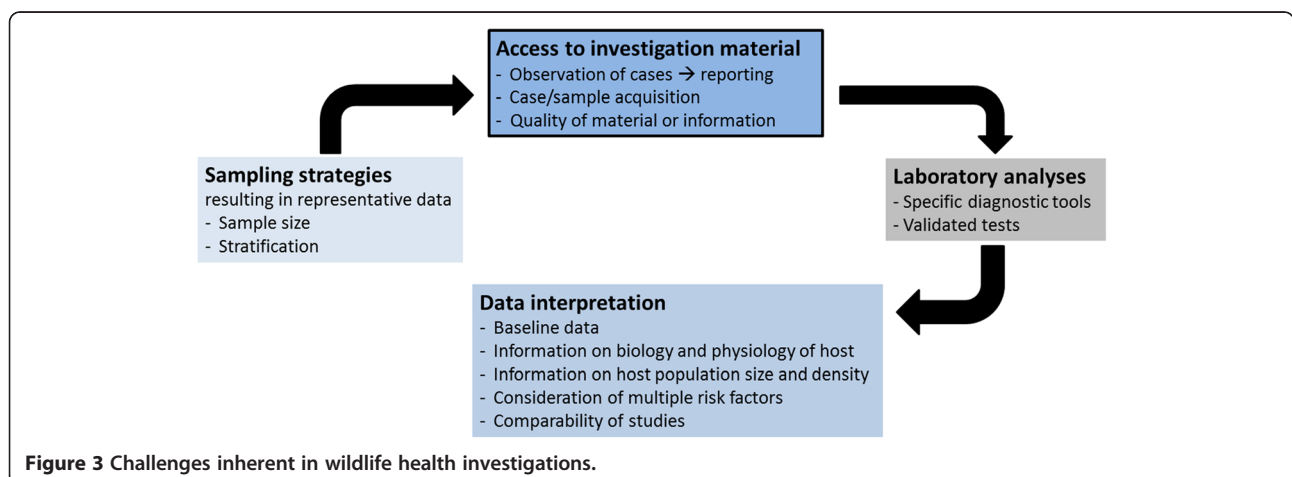 Access to investigation material
- Observation of cases → reporting
- Case/sample acquisition
- Quality of material or information
Sampling strategies
resulting in representative data
- Sample size
- Stratification
Laboratory analyses
- Specific diagnostic tools
- Validated tests
Data interpretation
- Baseline data
- Information on biology and physiology of host
- Information on host population size and density
- Consideration of multiple risk factors
- Comparability of studies
Figure 3 Challenges inherent in wildlife health investigations.